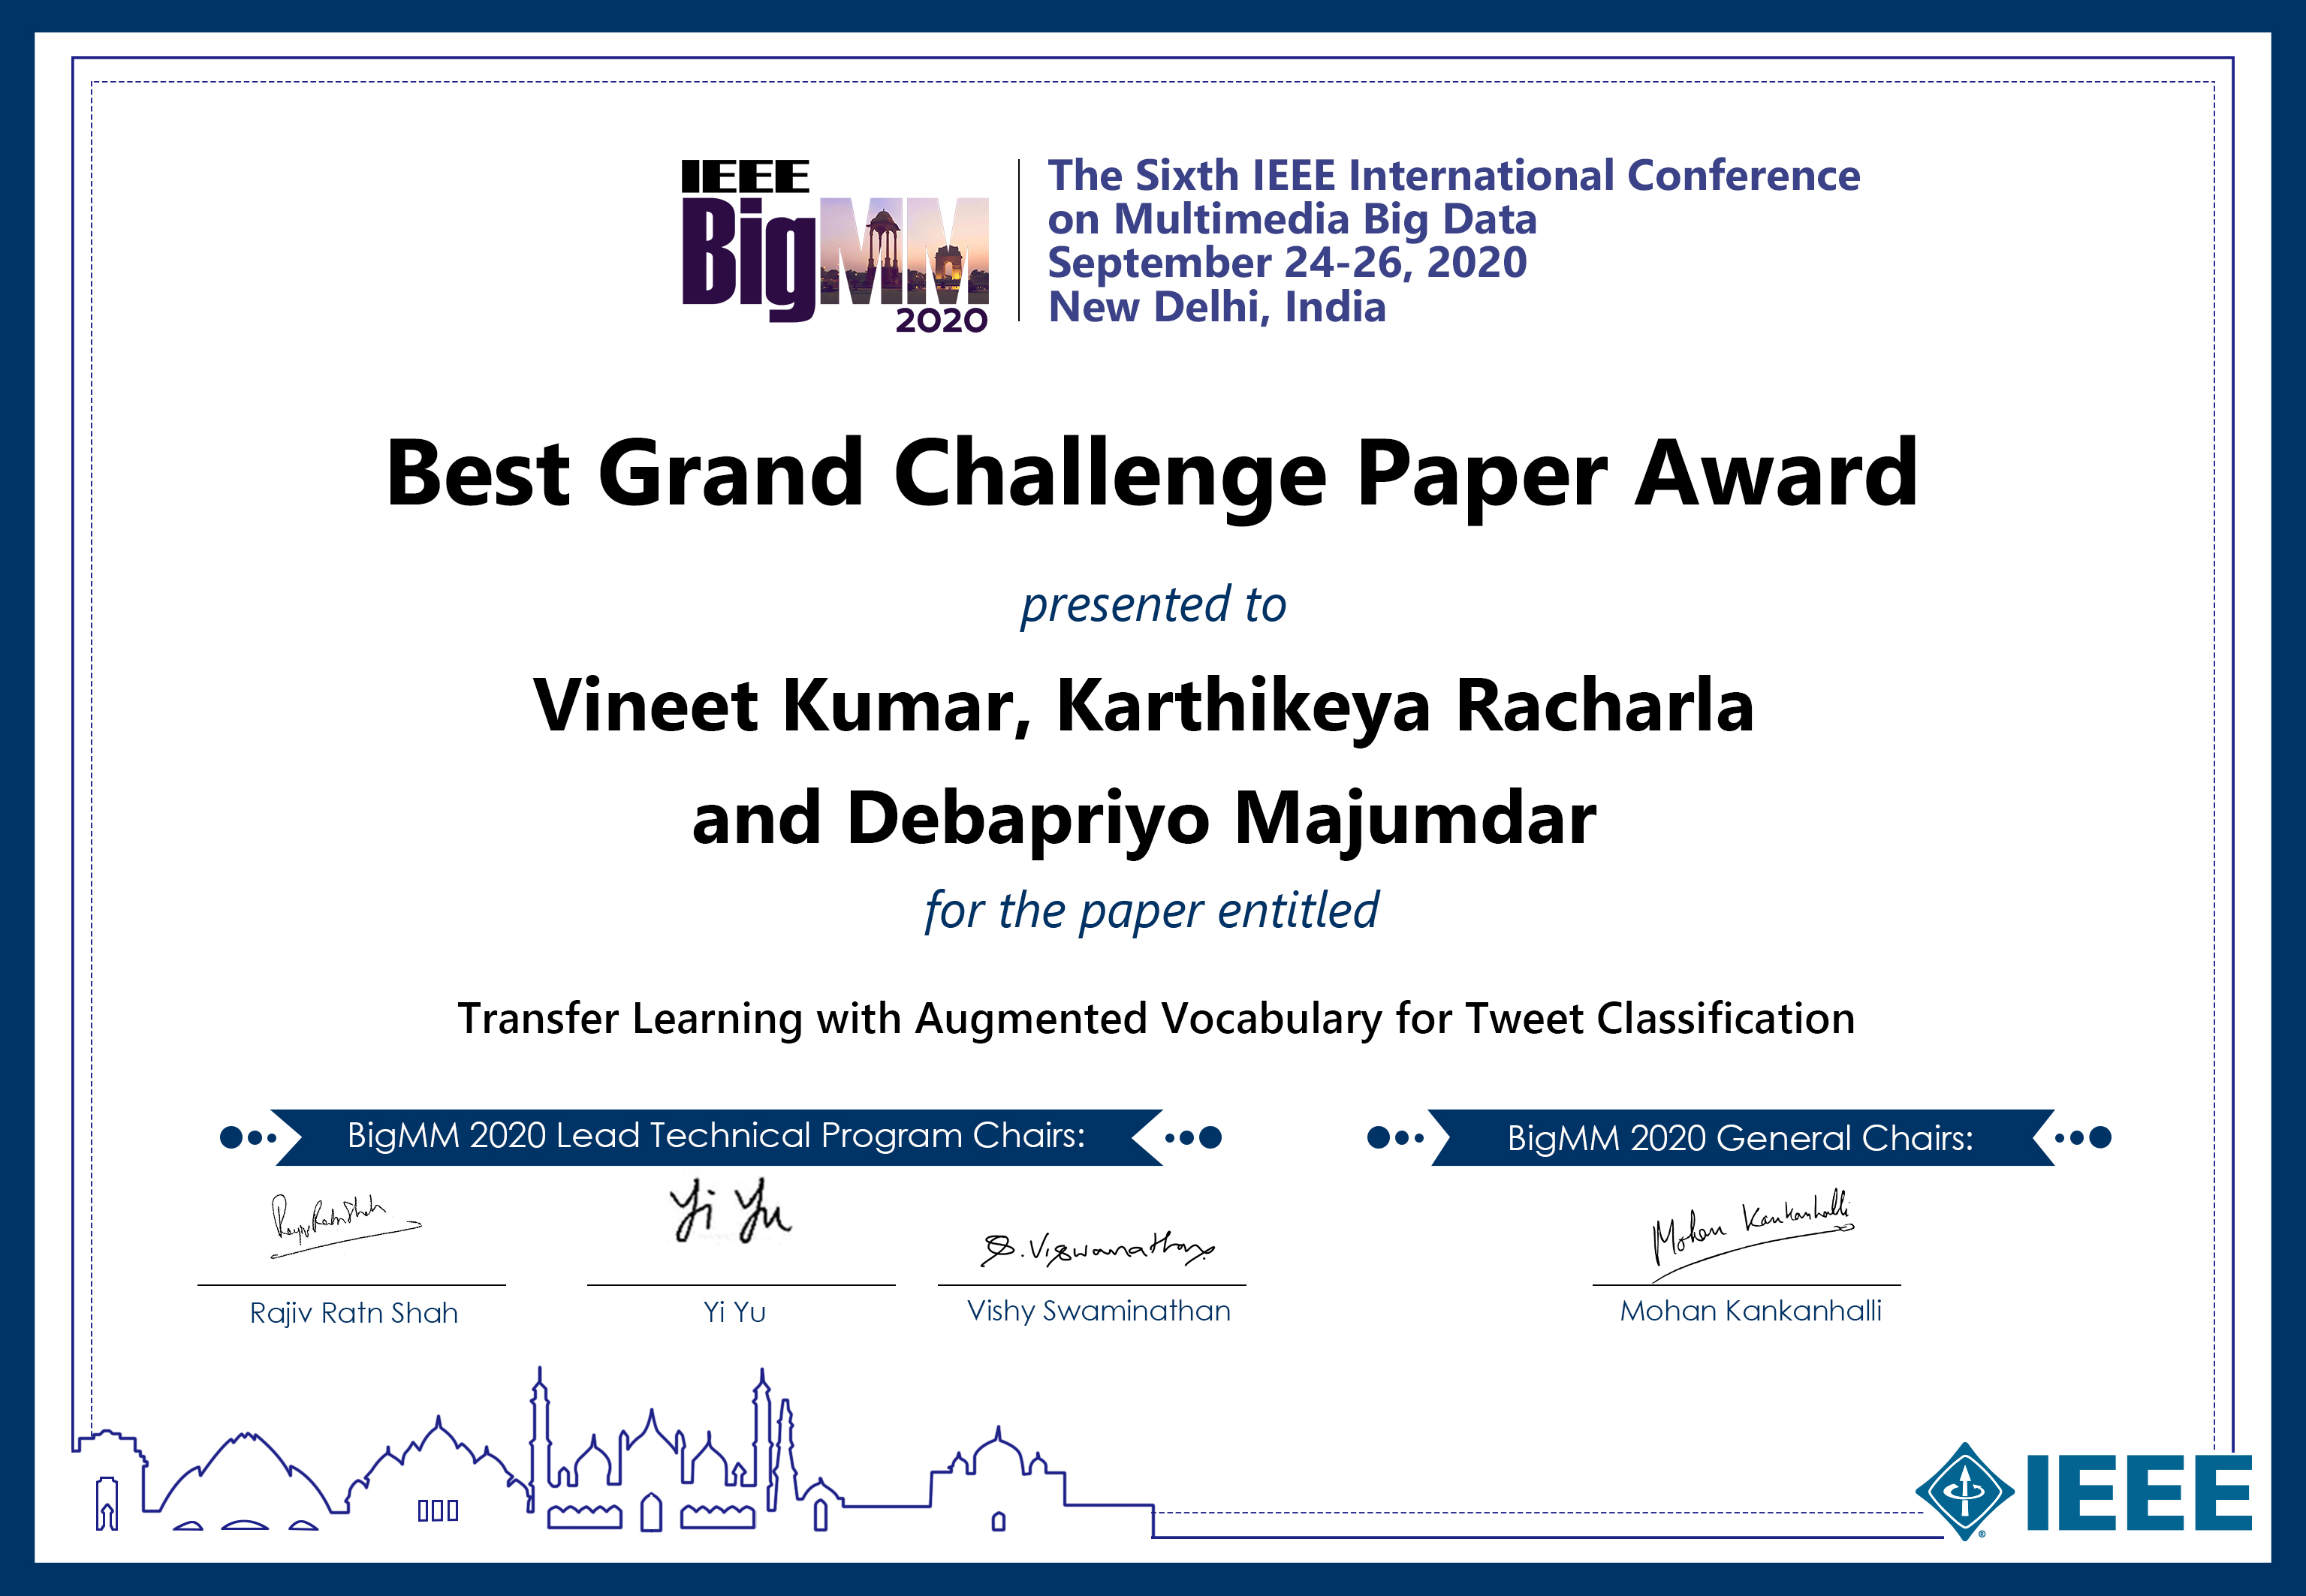 IEEE
BigMM
2020
The Sixth IEEE International Conference
on Multimedia Big Data
September 24-26, 2020
New Delhi, India
Best Grand Challenge Paper Award
presented to
Vineet Kumar, Karthikeya Racharla
and Debapriyo Majumdar
for the paper entitled
Transfer Learning with Augmented Vocabulary for Tweet Classification
BigMM 2020 Lead Technical Program Chairs:
BigMM 2020 General Chairs:
Rajiv Ratn Shah
Yi Yu
S. Viswanathan
Mohan Kankanhalli
Rajiv Ratn Shah
Yi Yu
Vishy Swaminathan
Mohan Kankanhalli
IEEE
®